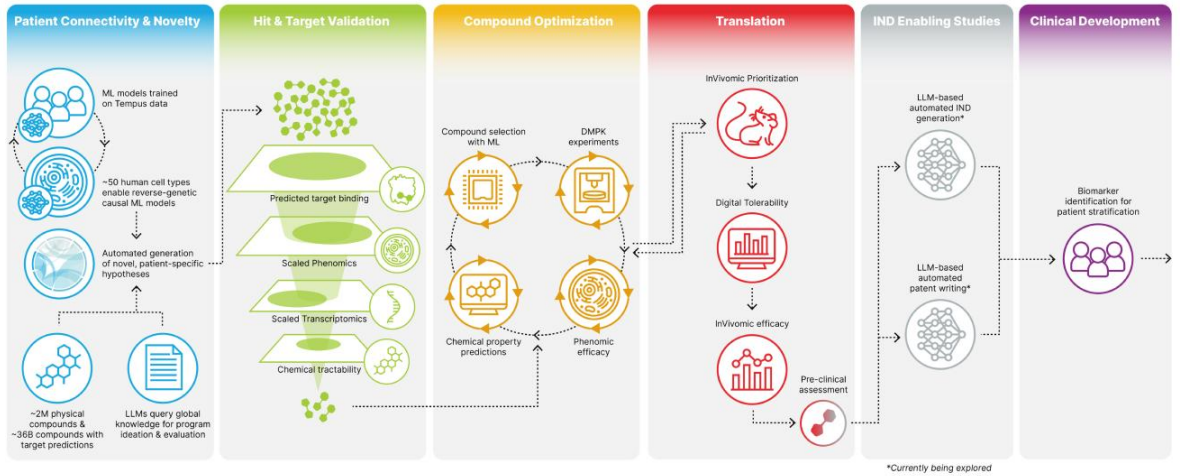 Patient Connectivity & Novelty
ML models trained
on Tempus data
~50 human cell types
enable reverse-genetic
causal ML models
Automated generation
of novel, patient-specific
hypotheses
~2M physical
compounds &
~36B compounds with
target predictions
LLMs query global
knowledge for program
ideation & evaluation
Hit & Target Validation
Predicted target binding
Scaled Phenomics
Scaled Transcriptomics
Chemical tractability
Compound Optimization
Compound selection
with ML
DMPK
experiments
Chemical property
predictions
Phenomic
efficacy
Translation
InVivomic Prioritization
Digital Tolerability
InVivomic efficacy
Pre-clinical
assessment
IND Enabling Studies
LLM-based
automated IND
generation*
LLM-based
automated
patent writing*
Clinical Development
Biomarker
identification for
patient stratification
*Currently being explored